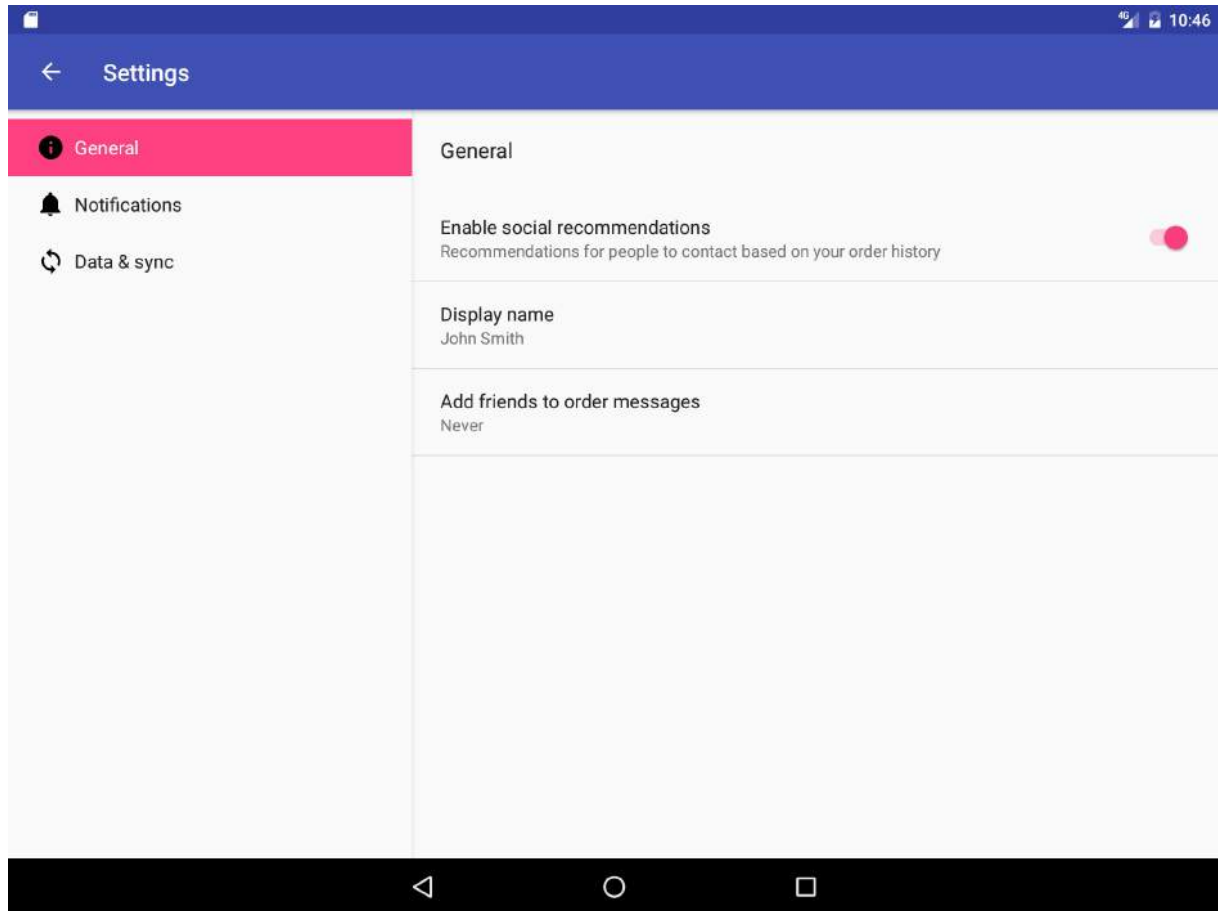 4G 10:46
Settings
General
Notifications
Data & sync
General
Enable social recommendations
Recommendations for people to contact based on your order history
Display name
John Smith
Add friends to order messages
Never